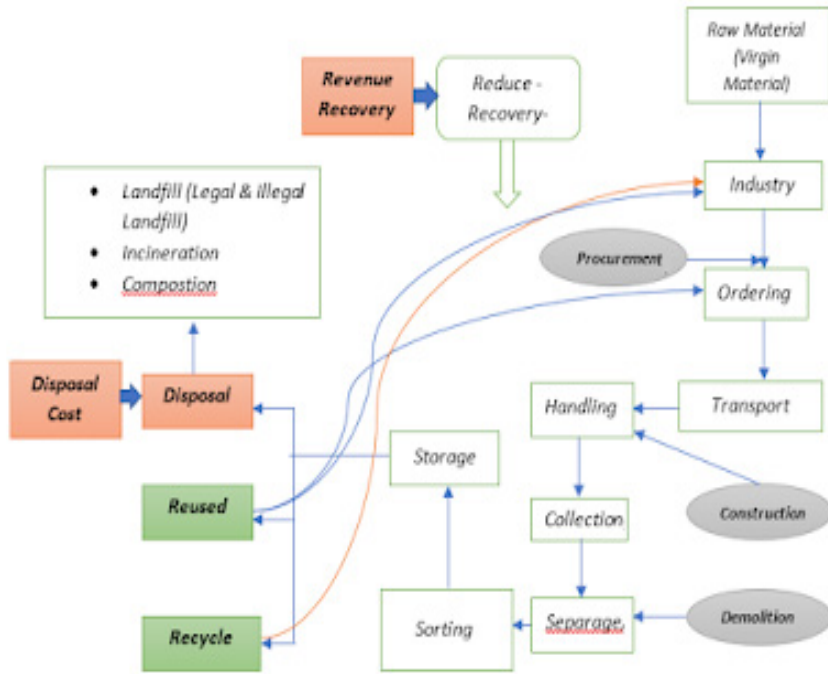 Raw Material
(Virgin
Material)
Revenue
Recovery
Reduce -
Recovery-
• Landfill (Legal & Illegal
Landfill)
• Incineration
• Compostion
Industry
Procurement
Ordering
Disposal
Cost
Disposal
Handling
Transport
Storage
Reused
Collection
Construction
Recycle
Sorting
Separage,
Demolition